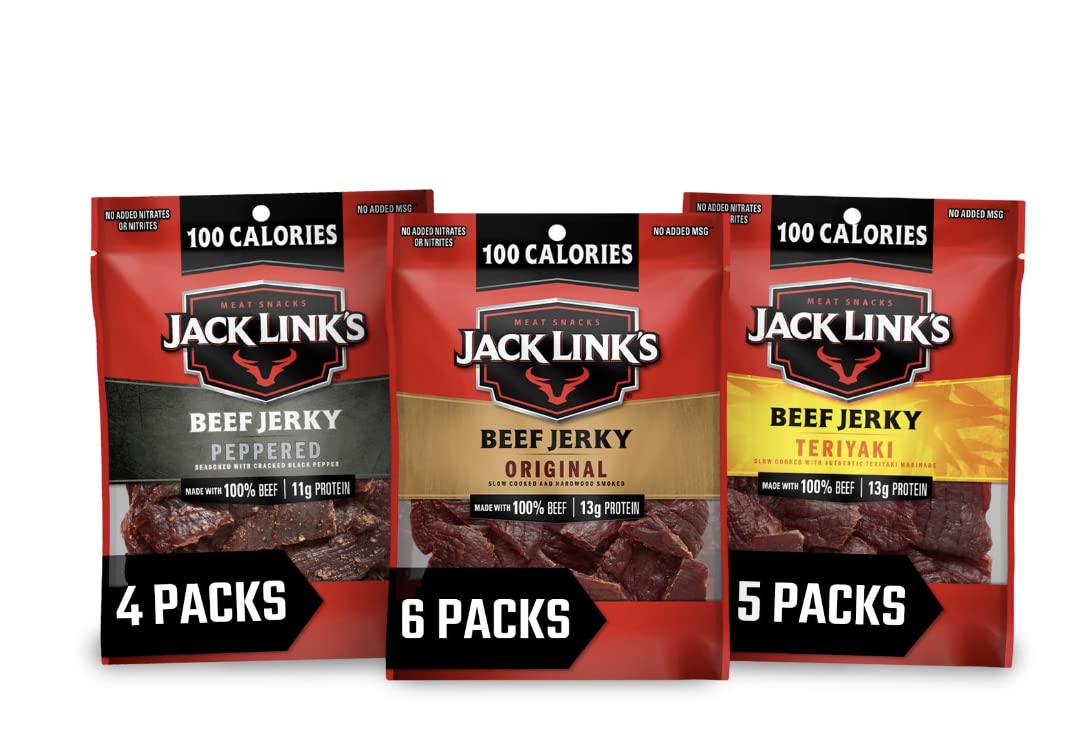 NO ADDED NITRATES
OR NITRITES
100 CALORIES
NO ADDED MSG
MEAT SNACKS
JACK LINK'S
BEEF JERKY
PEPPERED
SEASONED WITH CRACKED BLACK PEPPER
MADE WITH 100% BEEF | 11g PROTEIN
4 PACKS
NO ADDED NITRATES
OR NITRITES
100 CALORIES
NO ADDED MSG
MEAT SNACKS
JACK LINK'S
BEEF JERKY
ORIGINAL
SLOW COOKED AND HARDWOOD SMOKED
MADE WITH 100% BEEF | 13g PROTEIN
6 PACKS
NO ADDED NITRATES
RITES
100 CALORIES
NO ADDED MSG
MEAT SNACKS
JACK LINK'S
BEEF JERKY
TERIYAKI
SLOW COOKED WITH AUTHENTIC TERIYAKI MARINADE
MADE WITH 100% BEEF | 13g PROTEIN
5 PACKS